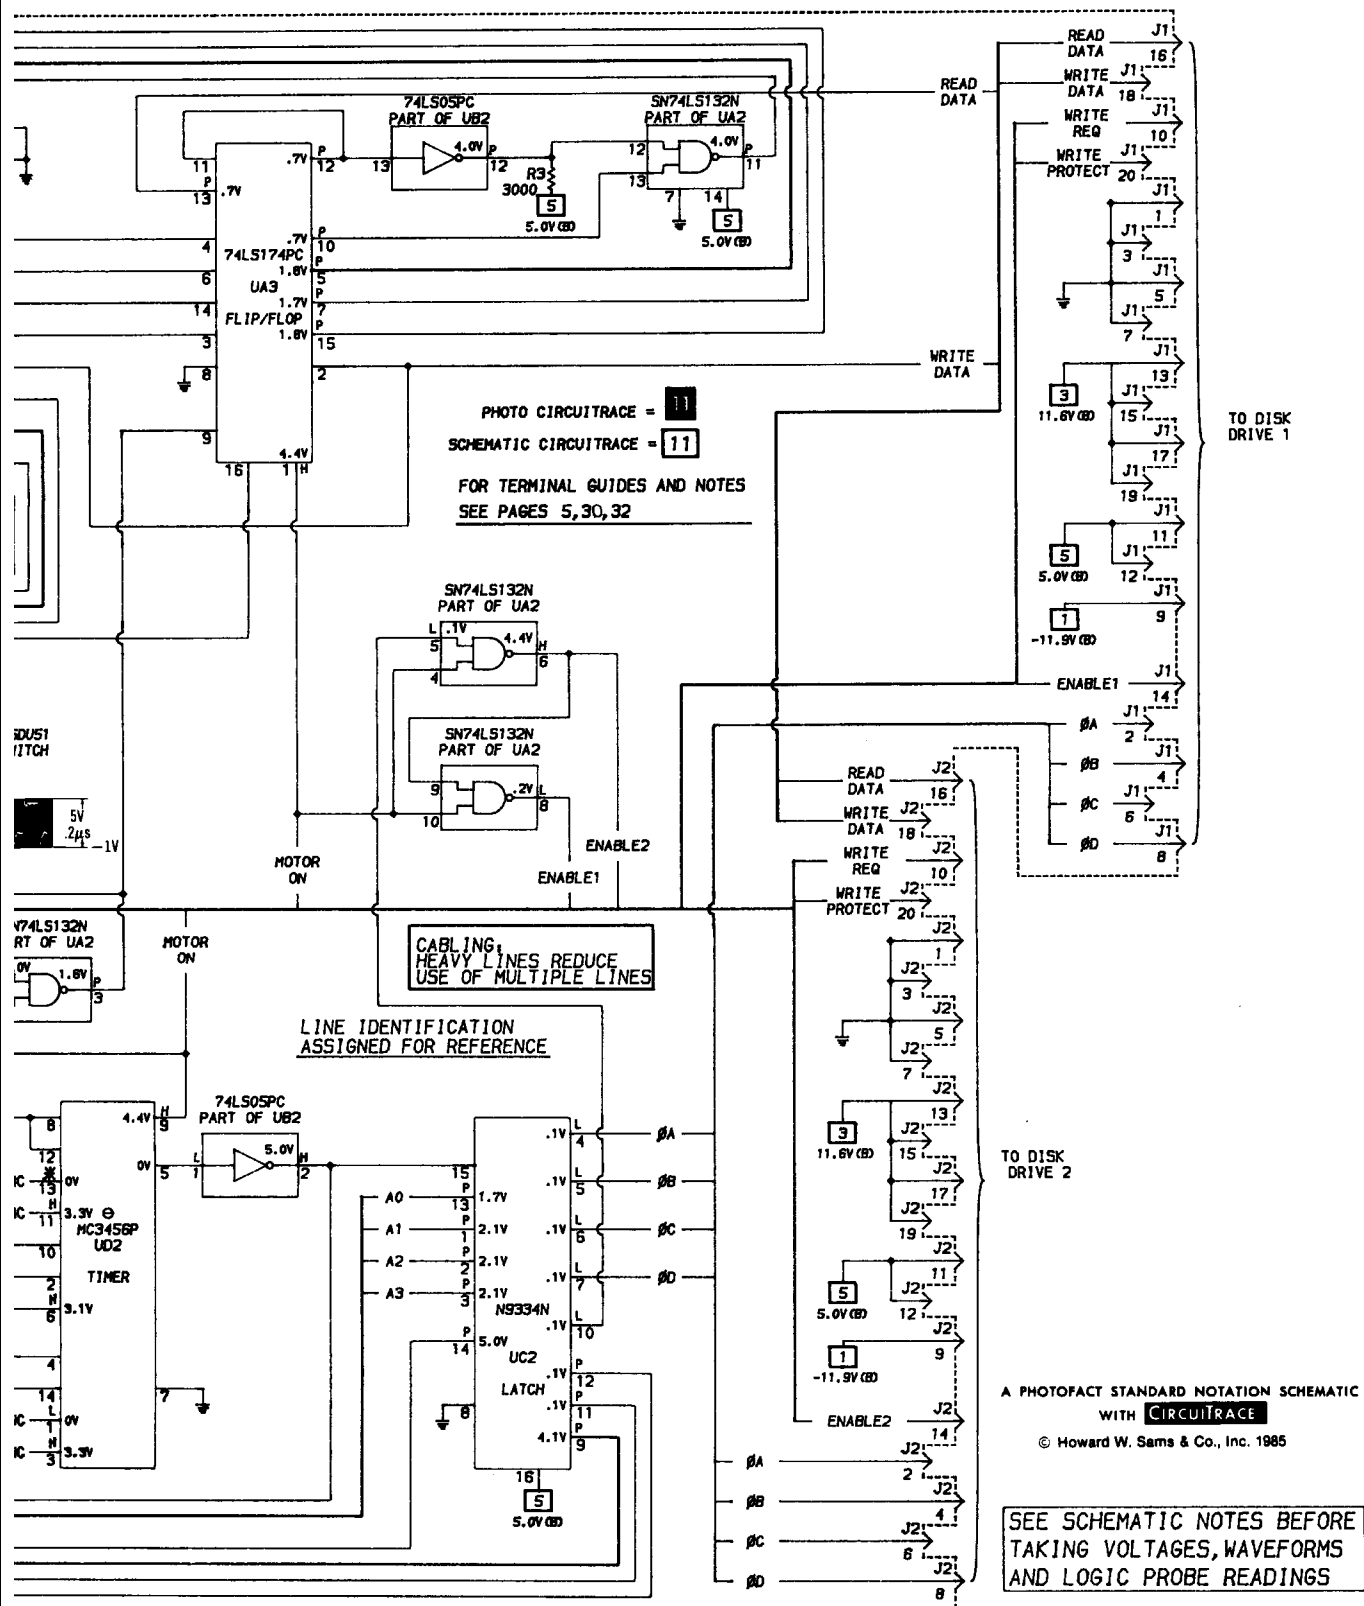 READ
DATA
J1
16
WRITE
DATA
J1
18
WRITE
REQ
J1
10
WRITE
PROTECT
J1
20
J1
1
J1
3
J1
5
J1
7
J1
13
3
11.6V(B)
J1
15
J1
17
J1
19
J1
11
5
5.0V(B)
J1
12
J1
9
1
-11.9V(B)
ENABLE1
J1
14
ØA
J1
2
ØB
J1
4
ØC
J1
6
ØD
J1
8
TO DISK
DRIVE 1
READ
DATA
WRITE
DATA
74LS05PC
PART OF UB2
13
4.0V
P
12
R3
3000
5
5.0V(B)
SN74LS132N
PART OF UA2
12
13
4.0V
P
11
7
14
5
5.0V(B)
11
P
13
.7V
4
6
14
3
8
9
16
1
H
4.4V
.7V
P
12
.7V
P
10
74LS174PC
1.6V
P
5
UA3
1.7V
P
7
FLIP/FLOP
1.8V
P
15
2
PHOTO CIRCUITRACE = 11
SCHEMATIC CIRCUITRACE = 11
FOR TERMINAL GUIDES AND NOTES
SEE PAGES 5,30,32
SN74LS132N
PART OF UA2
L
5
.1V
4
4.4V
H
6
SN74LS132N
PART OF UA2
9
10
.2V
L
8
ENABLE2
ENABLE1
MOTOR
ON
SDUS1
ITCH
5V
.2µs
-1V
N74LS132N
RT OF UA2
0V
1.6V
P
3
MOTOR
ON
CABLING,
HEAVY LINES REDUCE
USE OF MULTIPLE LINES
LINE IDENTIFICATION
ASSIGNED FOR REFERENCE
8
12
13
0V
H
11
3.3V
10
2
H
6
3.1V
4
14
L
1
0V
H
3
3.3V
4.4V
H
9
0V
5
7
MC3456P
UD2
TIMER
74LS05PC
PART OF UB2
L
1
5.0V
H
2
15
A0
P
13
1.7V
A1
P
1
2.1V
A2
P
2
2.1V
A3
P
3
2.1V
P
14
5.0V
8
N9334N
UC2
LATCH
16
5
5.0V(B)
.1V
L
4
ØA
.1V
L
5
ØB
.1V
L
6
ØC
.1V
L
7
ØD
.1V
L
10
.1V
P
12
.1V
P
11
4.1V
P
9
READ
DATA
J2
16
WRITE
DATA
J2
18
WRITE
REQ
J2
10
WRITE
PROTECT
J2
20
J2
1
J2
3
J2
5
J2
7
J2
13
3
11.6V(B)
J2
15
J2
17
J2
19
J2
11
5
5.0V(B)
J2
12
J2
9
1
-11.9V(B)
ENABLE2
J2
14
ØA
J2
2
ØB
J2
4
ØC
J2
6
ØD
J2
8
TO DISK
DRIVE 2
A PHOTOFACT STANDARD NOTATION SCHEMATIC
WITH CIRCUITRACE
© Howard W. Sams & Co., Inc. 1985
SEE SCHEMATIC NOTES BEFORE
TAKING VOLTAGES, WAVEFORMS
AND LOGIC PROBE READINGS